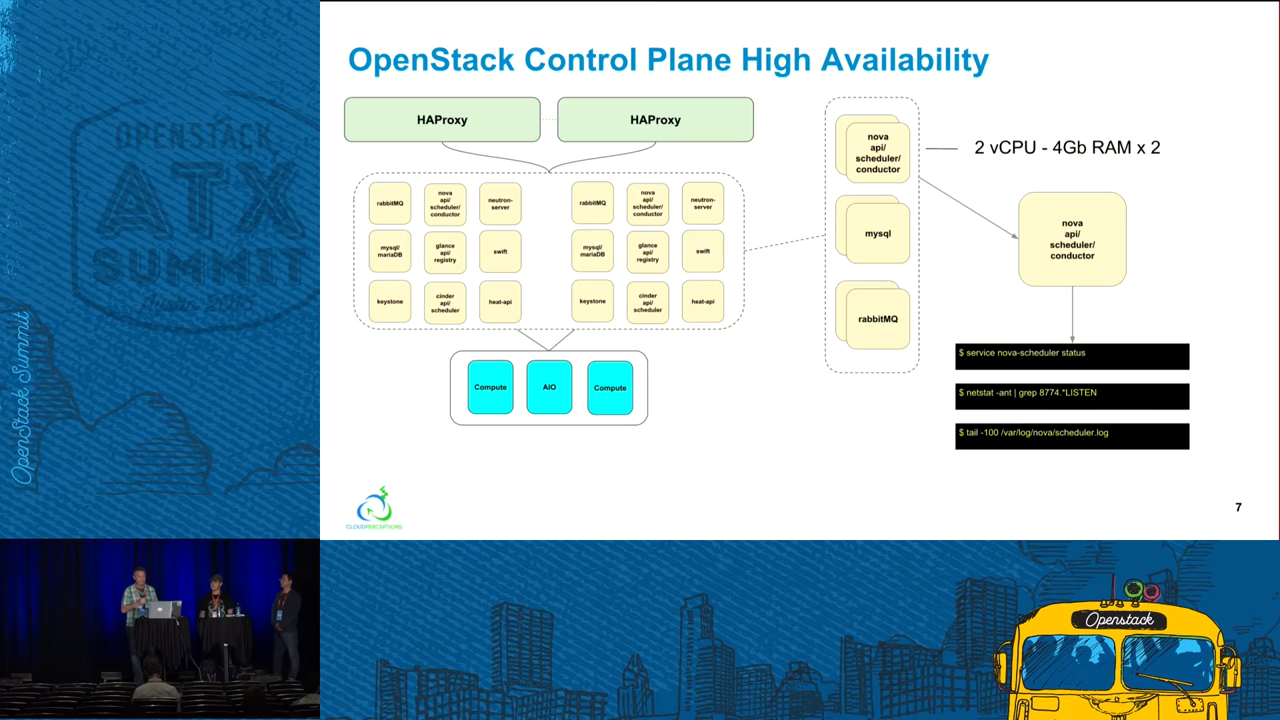 OPENSTACK
ATX
SUMMIT
OpenStack Summit
OpenStack Control Plane High Availability
HAProxy
HAProxy
rabbitMQ
nova
api/
scheduler/
conductor
neutron-
server
rabbitMQ
nova
api/
scheduler/
conductor
neutron-
server
mysql/
mariaDB
glance
api/
registry
swift
mysql/
mariaDB
glance
api/
registry
swift
keystone
cinder
api/
scheduler
heat-api
keystone
cinder
api/
scheduler
heat-api
Compute
AIO
Compute
nova
api/
scheduler/
conductor
mysql
rabbitMQ
2 vCPU - 4Gb RAM x 2
nova
api/
scheduler/
conductor
$ service nova-scheduler status
$ netstat -ant | grep 8774.*LISTEN
$ tail -100 /var/log/nova/scheduler.log
CLOUDPERCEPTIONS
7
Openstack